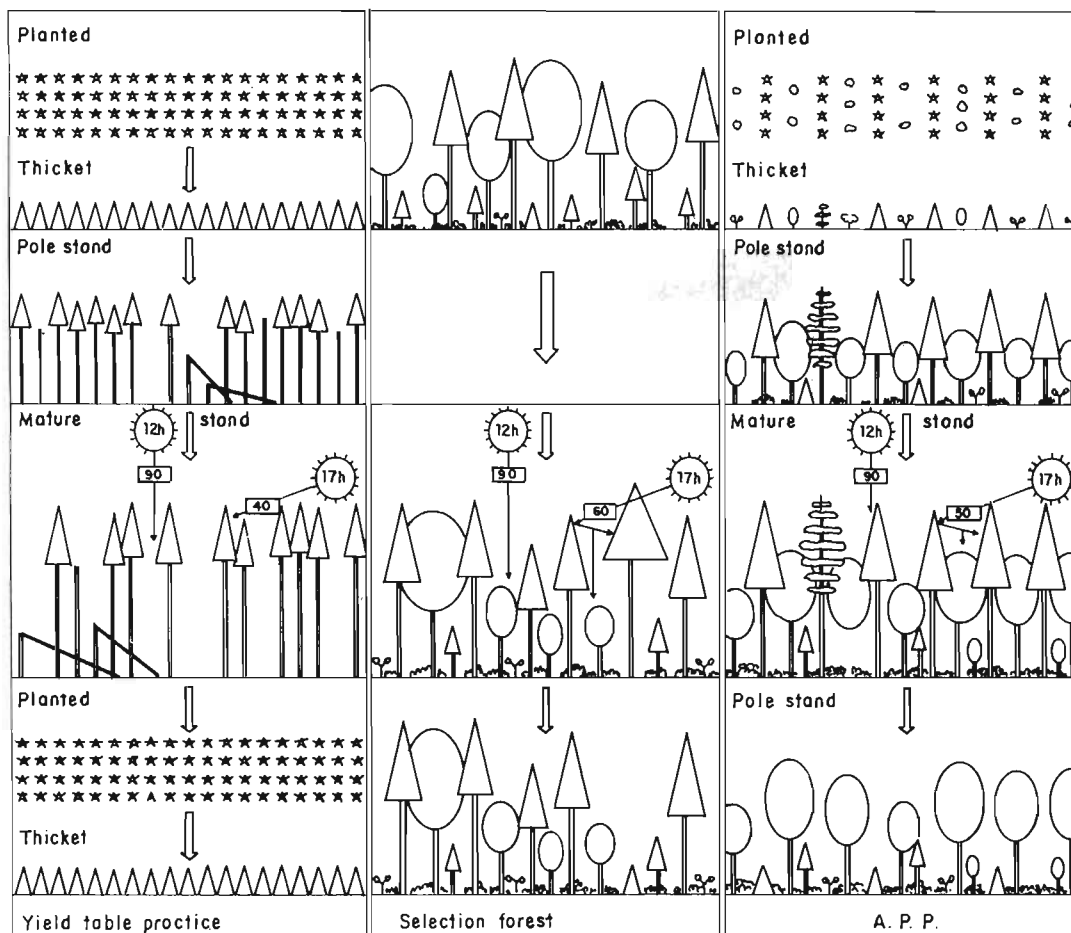 Planted
Thicket
Pole stand
Mature stand
12h
90
17h
40
Planted
Thicket
Yield table proctice
12h
90
17h
60
Selection forest
Planted
Thicket
Pole stand
Mature stand
12h
90
17h
50
Pole stand
A. P. P.